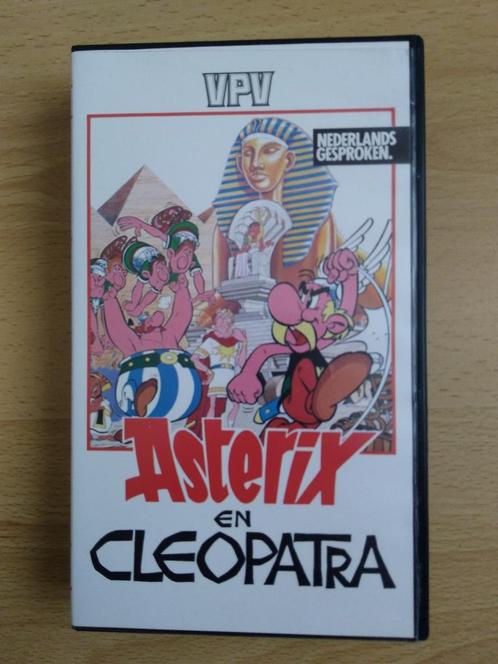 VPV
NEDERLANDS
GESPROKEN.
Asterix
EN
CLEOPATRA